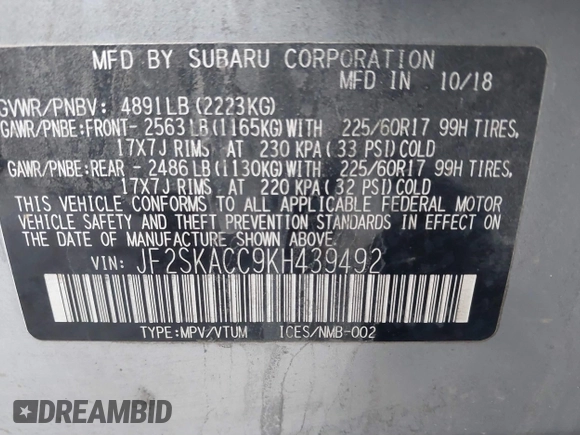 MFD BY SUBARU CORPORATION
MFD IN 10/18
GVWR/PNBV: 4891LB (2223KG)
GAWR/PNBE:FRONT- 2563LB(1165KG)WITH 225/60R17 99H TIRES,
17X7J RIMS AT 230 KPA( 33 PSI)COLD
GAWR/PNBE:REAR - 2486LB(1130KG)WITH 225/60R17 99H TIRES,
17X7J RIMS AT 220 KPA( 32 PSI)COLD
THIS VEHICLE CONFORMS TO ALL APPLICABLE FEDERAL MOTOR
VEHICLE SAFETY AND THEFT PREVENTION STANDARDS IN EFFECT ON
THE DATE OF MANUFACTURE SHOWN ABOVE.
VIN: JF2SKACC9KH439492
TYPE:MPV/VTUM ICES/NMB-002
DREAMBID